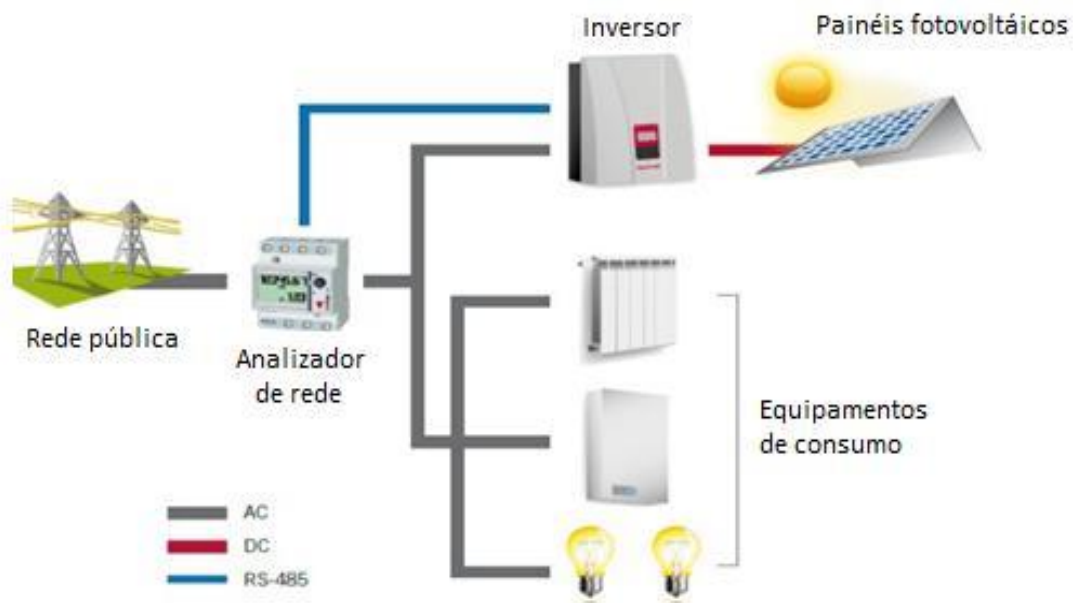 Inversor
Painéis fotovoltáicos
Rede pública
Analizador
de rede
Equipamentos
de consumo
AC
DC
RS-485